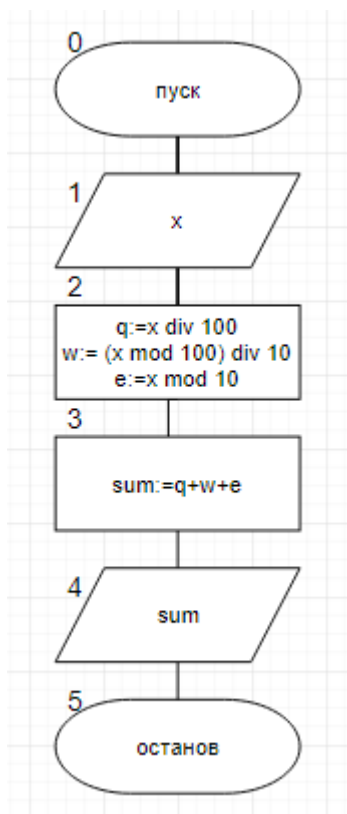 0
пуск
1
x
2
q:=x div 100
w:= (x mod 100) div 10
e:=x mod 10
3
sum:=q+w+e
4
sum
5
останов